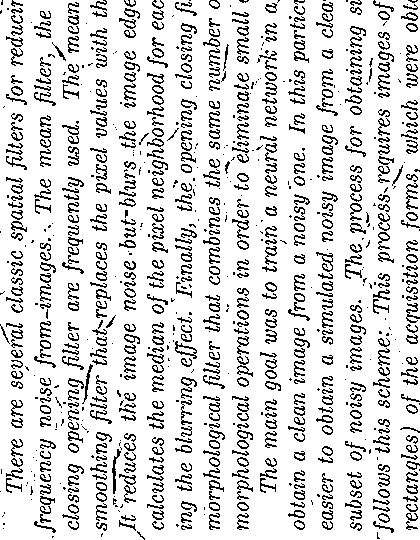 There are several classic spatial filters for reducin
frequency noise from images. The mean filter, the
closing opening filter are frequently used. The mean
smoothing filter that replaces the pixel values with th
It reduces the image noise but blurs the image edge
calculates the median of the pixel neighborhood for eac
ing the blurring effect. Finally, the opening closing fi
morphological filter that combines the same number o
morphological operations in order to eliminate small
The main goal was to train a neural network in a
obtain a clean image from a noisy one. In this partic
easier to obtain a simulated noisy image from a clea
subset of noisy images. The process for obtaining s
follows this scheme: This process requires images of
rectangles) of the acquisition forms, which were obt